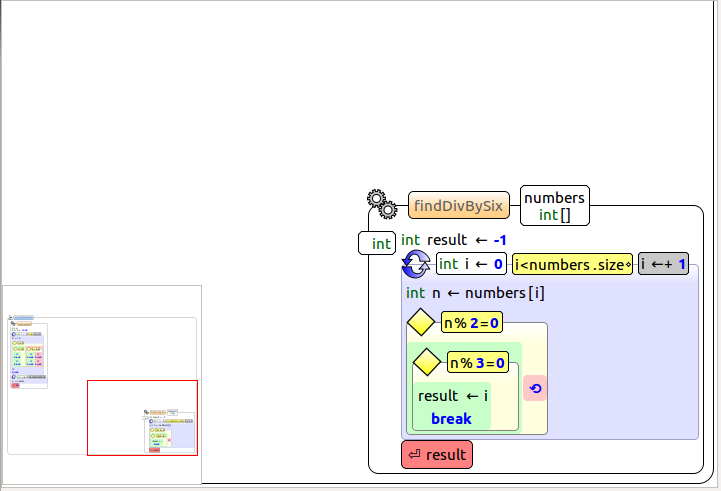 findDivBySix
numbers
int[]
int
int result ← -1
int i ← 0
i<numbers.size⋄
i ←+ 1
int n ← numbers[i]
n%2=0
n%3=0
result ← i
break
⏎ result